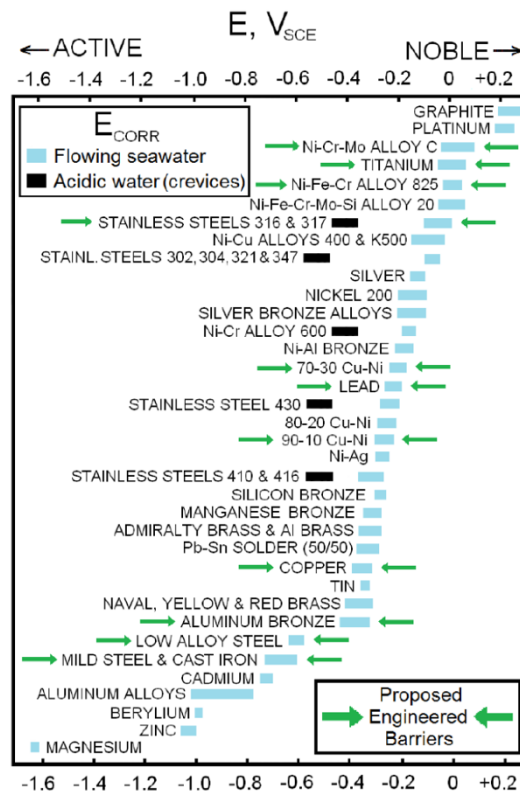 E, V_SCE
←ACTIVE NOBLE→
-1.6 -1.2 -1.0 -0.8 -0.6 -0.4 -0.2 0 +0.2
E_CORR
Flowing seawater
Acidic water (crevices)
GRAPHITE
PLATINUM
Ni-Cr-Mo ALLOY C
TITANIUM
Ni-Fe-Cr ALLOY 825
Ni-Fe-Cr-Mo-Si ALLOY 20
STAINLESS STEELS 316 & 317
Ni-Cu ALLOYS 400 & K500
STAINL. STEELS 302, 304, 321 & 347
SILVER
NICKEL 200
SILVER BRONZE ALLOYS
Ni-Cr ALLOY 600
Ni-Al BRONZE
70-30 Cu-Ni
LEAD
STAINLESS STEEL 430
80-20 Cu-Ni
90-10 Cu-Ni
Ni-Ag
STAINLESS STEELS 410 & 416
SILICON BRONZE
MANGANESE BRONZE
ADMIRALTY BRASS & Al BRASS
Pb-Sn SOLDER (50/50)
COPPER
TIN
NAVAL, YELLOW & RED BRASS
ALUMINUM BRONZE
LOW ALLOY STEEL
MILD STEEL & CAST IRON
CADMIUM
ALUMINUM ALLOYS
BERYLIUM
ZINC
MAGNESIUM
Proposed
Engineered
Barriers
-1.6 -1.2 -1.0 -0.8 -0.6 -0.4 -0.2 0 +0.2